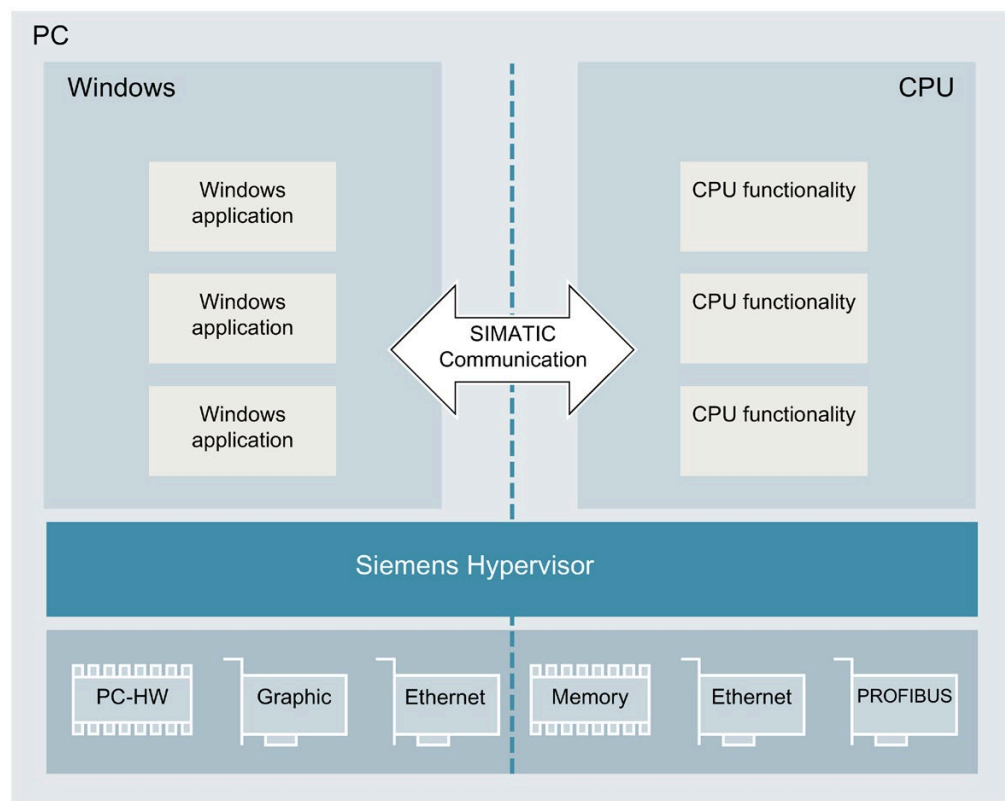 PC
Windows
CPU
Windows
application
CPU functionality
Windows
application
CPU functionality
SIMATIC
Communication
Windows
application
CPU functionality
Siemens Hypervisor
PC-HW
Graphic
Ethernet
Memory
Ethernet
PROFIBUS